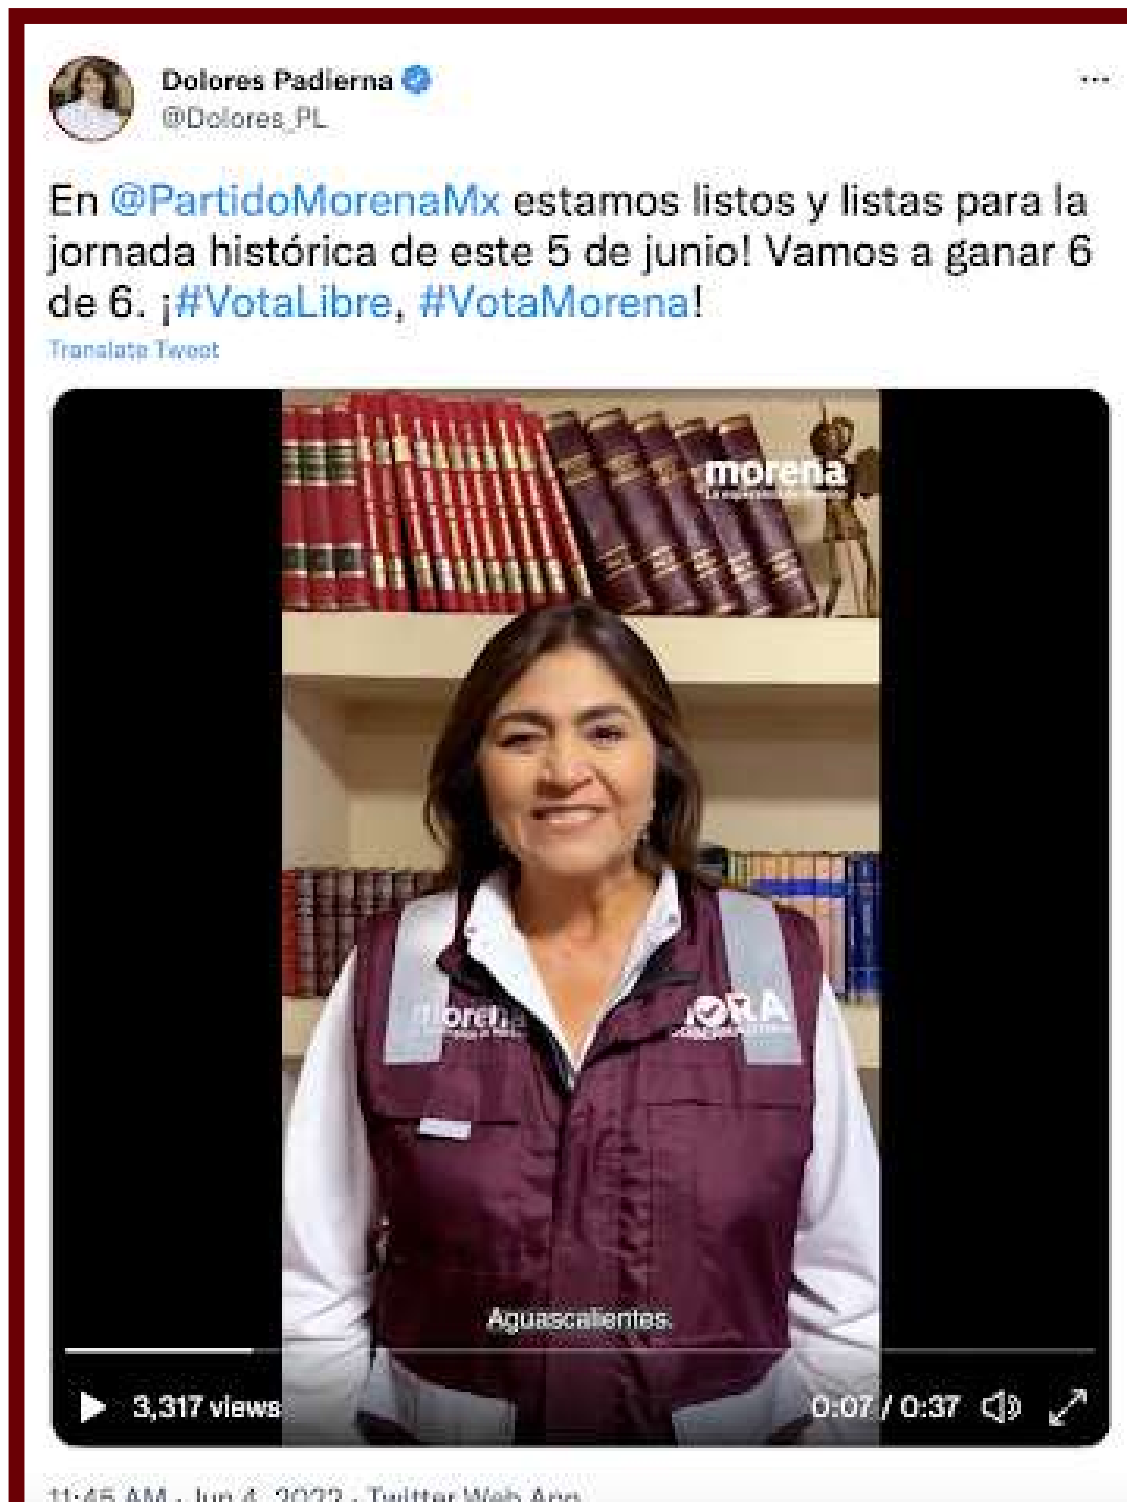 Dolores Padierna
@Dolores_PL
En @PartidoMorenaMx estamos listos y listas para la
jornada histórica de este 5 de junio! Vamos a ganar 6
de 6. ¡#VotaLibre, #VotaMorena!
Translate Tweet
morena
morena
Aguascalientes.
3,317 views
0:07 / 0:37
11:45 AM · Jun 4, 2022 · Twitter Web App